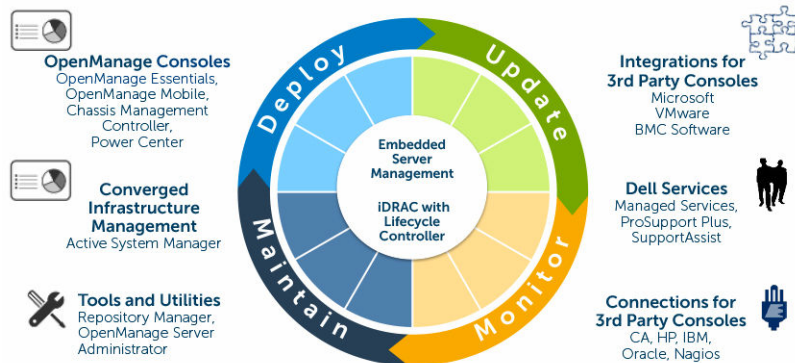 OpenManage Consoles
OpenManage Essentials,
OpenManage Mobile,
Chassis Management
Controller,
Power Center
Converged
Infrastructure
Management
Active System Manager
Tools and Utilities
Repository Manager,
OpenManage Server
Administrator
Deploy
Update
Maintain
Monitor
Embedded
Server
Management
iDRAC with
Lifecycle
Controller
Integrations for
3rd Party Consoles
Microsoft
VMware
BMC Software
Dell Services
Managed Services,
ProSupport Plus,
SupportAssist
Connections for
3rd Party Consoles
CA, HP, IBM,
Oracle, Nagios